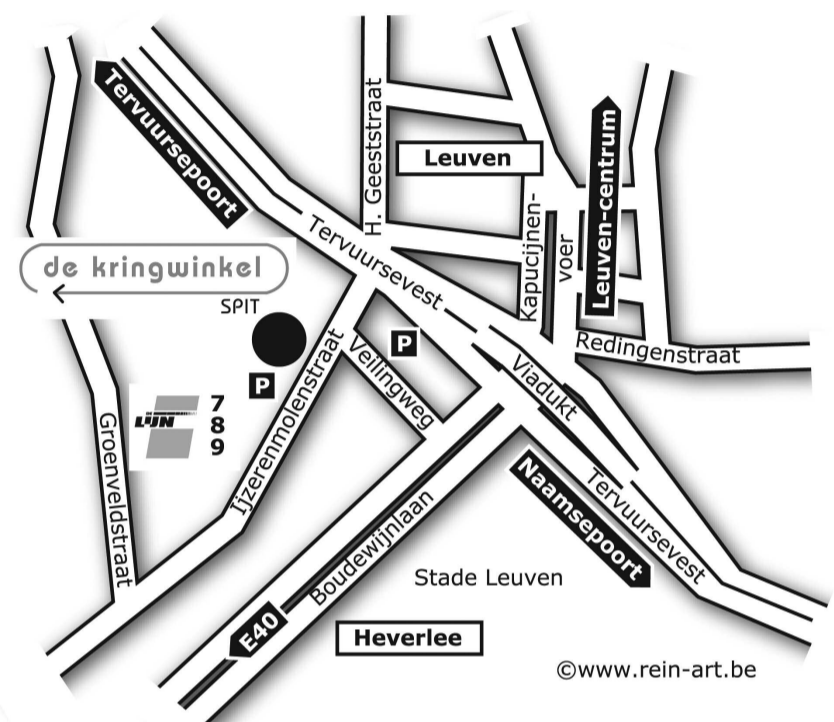 Tervuursepoort
H. Geeststraat
Leuven
Kapucijnen-
voer
Leuven-centrum
Tervuursevest
de kringwinkel
SPIT
P
P
Veilingweg
Viadukt
Redingenstraat
LIJN
7
8
9
Groenveldstraat
Ijzerenmolenstraat
Boudewijnlaan
Naamsepoort
Tervuursevest
Stade Leuven
E40
Heverlee
©www.rein-art.be